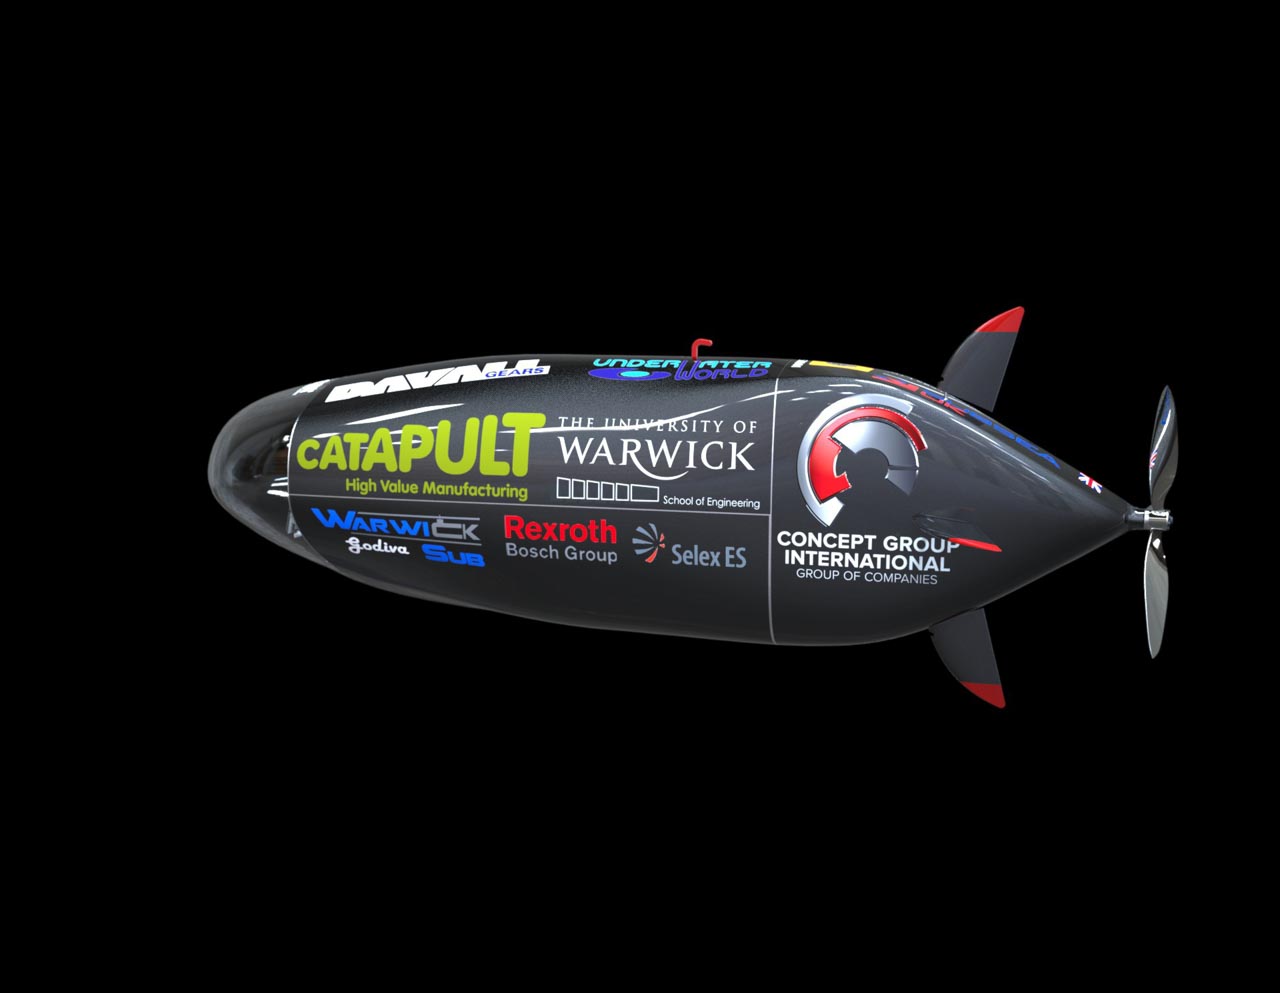 DAVALL
GEARS
UNDERWATER
WORLD
CATAPULT
High Value Manufacturing
THE UNIVERSITY OF
WARWICK
School of Engineering
WARWICK
Godiva SUB
Rexroth
Bosch Group
Selex ES
CONCEPT GROUP
INTERNATIONAL
GROUP OF COMPANIES